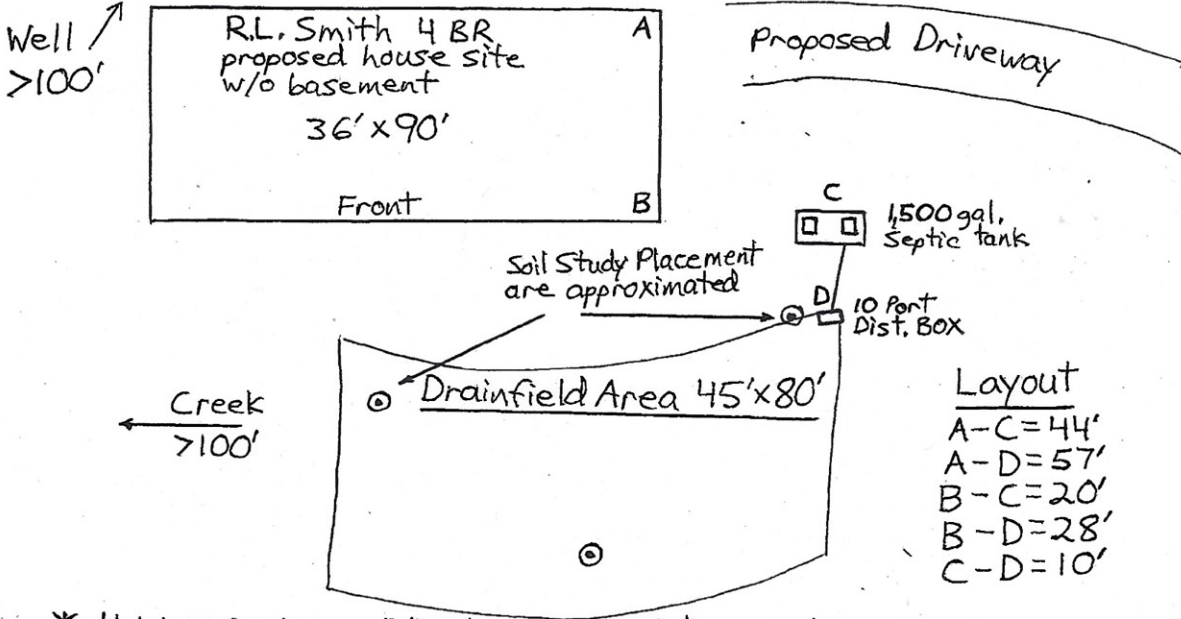 Well
>100'
R.L. Smith 4 BR
proposed house site
w/o basement
36'x90'
Front
A
B
Proposed Driveway
C
1,500 gal.
Septic tank
Soil Study Placement
are approximated
D
10 Port
Dist. Box
Drainfield Area 45'x80'
Creek
>100'
Layout
A-C=44'
A-D=57'
B-C=20'
B-D=28'
C-D=10'